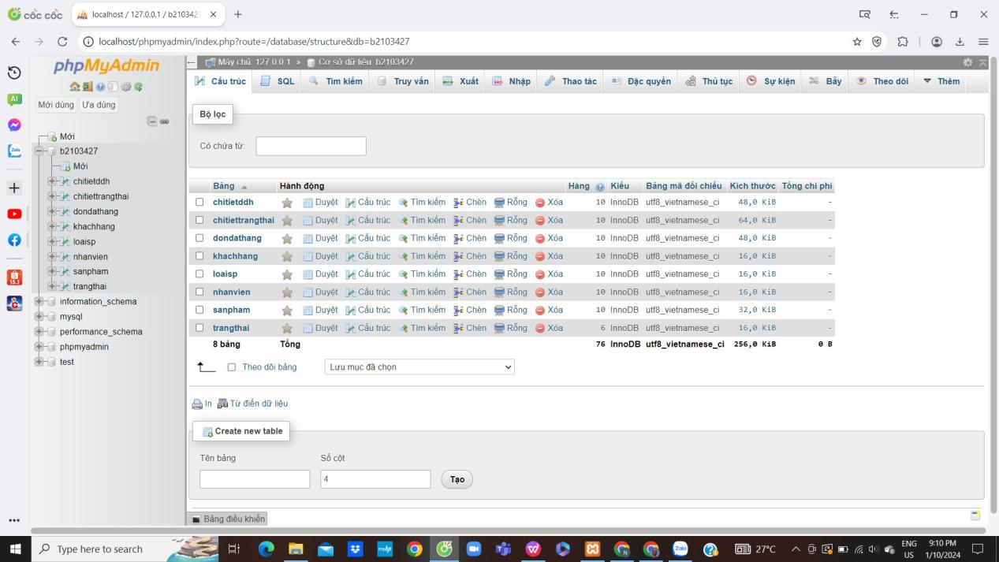 cốc cốc
localhost / 127.0.0.1 / b2103427
localhost/phpmyadmin/index.php?route=/database/structure&db=b2103427
phpMyAdmin
Mới dùng Ưa dùng
Mới
b2103427
Mới
chitietddh
chitiettrangthai
dondathang
khachhang
loaisp
nhanvien
sanpham
trangthai
information_schema
mysql
performance_schema
phpmyadmin
test
Máy chủ: 127.0.0.1 » Cơ sở dữ liệu: b2103427
Cấu trúc SQL Tìm kiếm Truy vấn Xuất Nhập Thao tác Đặc quyền Thủ tục Sự kiện Bẫy Theo dõi Thêm
Bộ lọc
Có chứa từ:
Bảng Hành động Hàng Kiểu Bảng mã đối chiếu Kích thước Tổng chi phí
chitietddh Duyệt Cấu trúc Tìm kiếm Chèn Rỗng Xóa 10 InnoDB utf8_vietnamese_ci 48,0 KiB -
chitiettrangthai Duyệt Cấu trúc Tìm kiếm Chèn Rỗng Xóa 10 InnoDB utf8_vietnamese_ci 64,0 KiB -
dondathang Duyệt Cấu trúc Tìm kiếm Chèn Rỗng Xóa 10 InnoDB utf8_vietnamese_ci 48,0 KiB -
khachhang Duyệt Cấu trúc Tìm kiếm Chèn Rỗng Xóa 10 InnoDB utf8_vietnamese_ci 16,0 KiB -
loaisp Duyệt Cấu trúc Tìm kiếm Chèn Rỗng Xóa 10 InnoDB utf8_vietnamese_ci 16,0 KiB -
nhanvien Duyệt Cấu trúc Tìm kiếm Chèn Rỗng Xóa 10 InnoDB utf8_vietnamese_ci 16,0 KiB -
sanpham Duyệt Cấu trúc Tìm kiếm Chèn Rỗng Xóa 10 InnoDB utf8_vietnamese_ci 32,0 KiB -
trangthai Duyệt Cấu trúc Tìm kiếm Chèn Rỗng Xóa 6 InnoDB utf8_vietnamese_ci 16,0 KiB -
8 bảng Tổng 76 InnoDB utf8_vietnamese_ci 256,0 KiB 0 B
Theo dõi bảng Lưu mục đã chọn
In Từ điển dữ liệu
Create new table
Tên bảng Số cột
4 Tạo
Bảng điều khiển
Type here to search
27°C
ENG
US
9:10 PM
1/10/2024